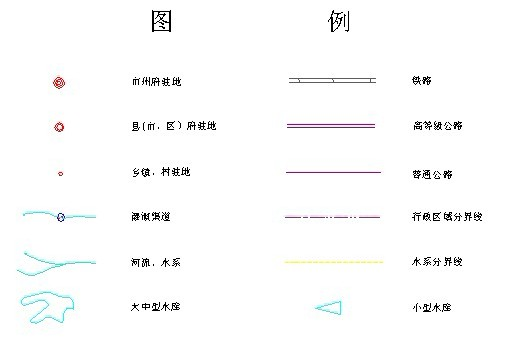 图 例
市州府驻地 铁路
县(市、区)府驻地 高等级公路
乡镇、村驻地 普通公路
灌溉渠道 行政区域分界线
河流、水系 水系分界线
大中型水库 小型水库